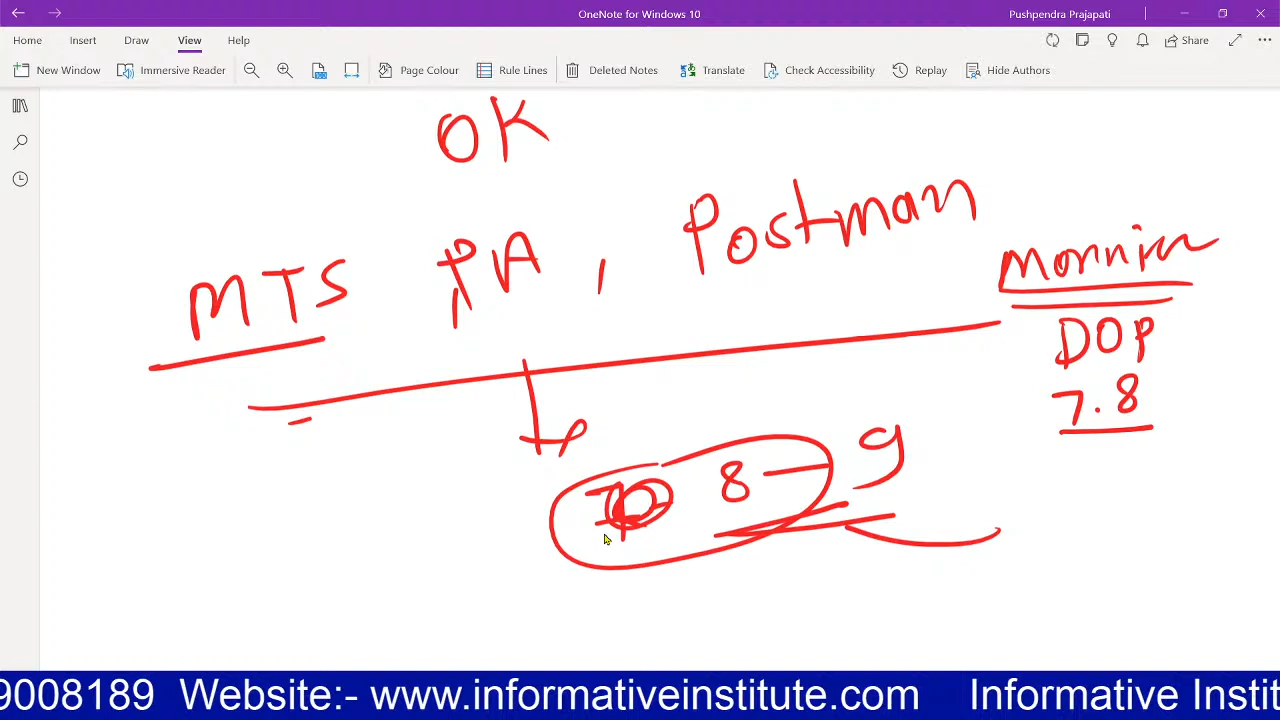 OneNote for Windows 10
Pushpendra Prajapati
Home Insert Draw View Help
Share
New Window Immersive Reader Page Colour Rule Lines Deleted Notes Translate Check Accessibility Replay Hide Authors
OK
MTS PA , Postman
DOP
7.8
8 — 9
9008189 Website:- www.informativeinstitute.com Informative Insti